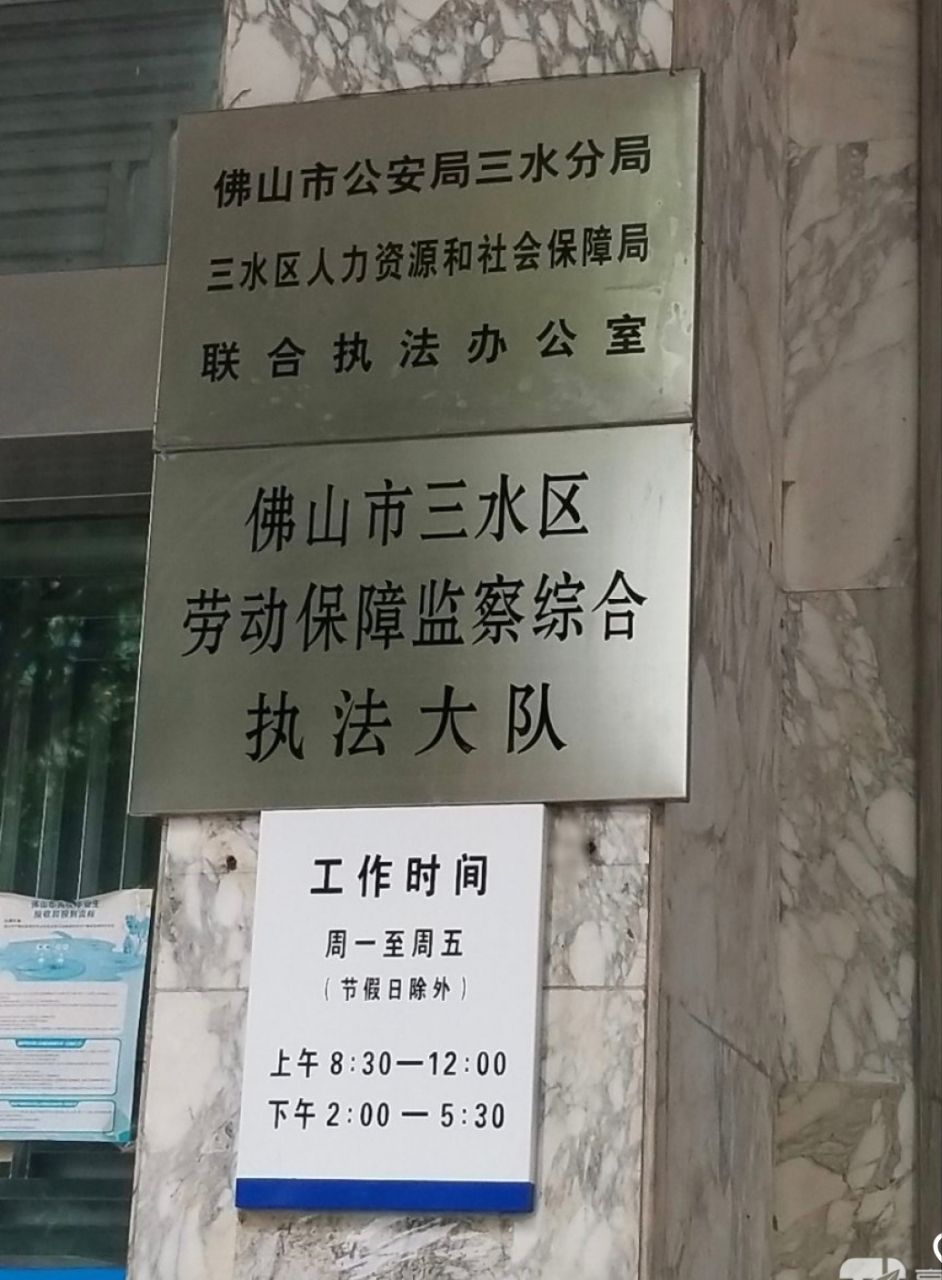 佛山市公安局三水分局
三水区人力资源和社会保障局
联合执法办公室
佛山市三水区
劳动保障监察综合
执法大队
工作时间
周一至周五
（节假日除外）
上午 8:30—12:00
下午 2:00 — 5:30